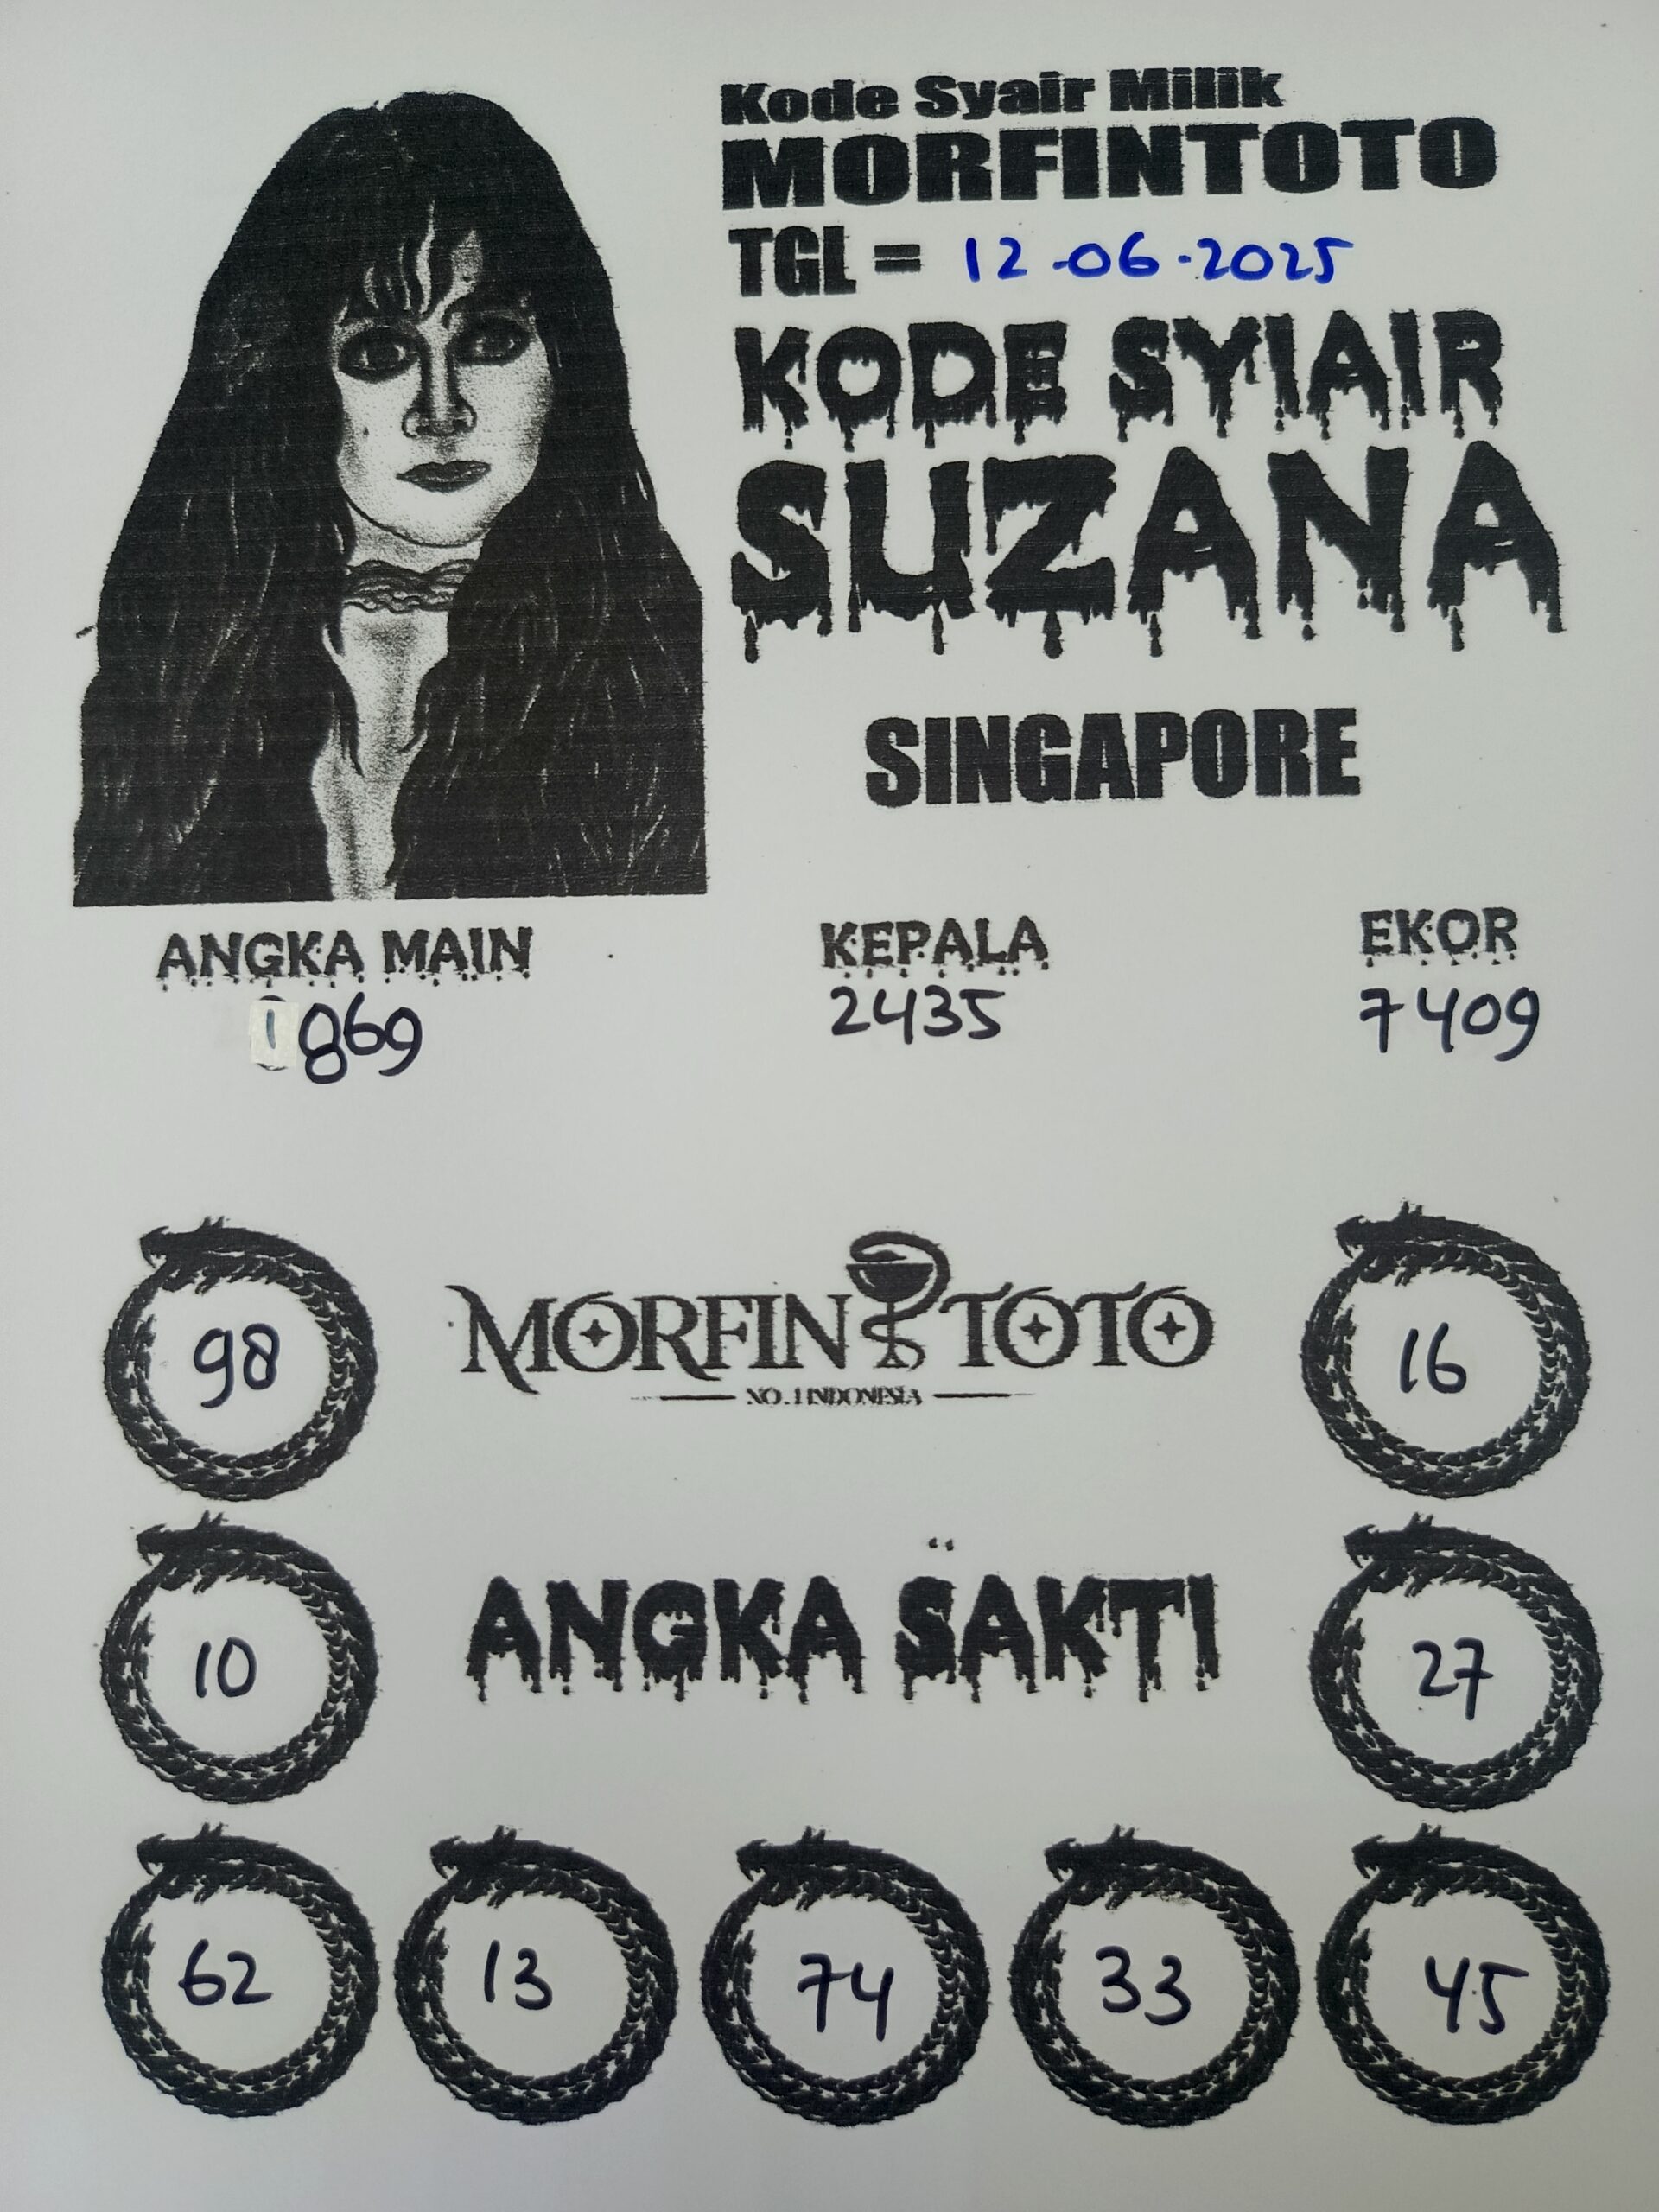 Kode Syair Milik
MORFINTOTO
TGL = 12-06-2025
KODE SYIAIR
SUZANA
SINGAPORE
ANGKA MAIN KEPALA EKOR
1869 2435 7409
98 MORFIN TOTO 16
NO.1 INDONESIA
10 ANGKA SAKTI 27
62 13 74 33 45